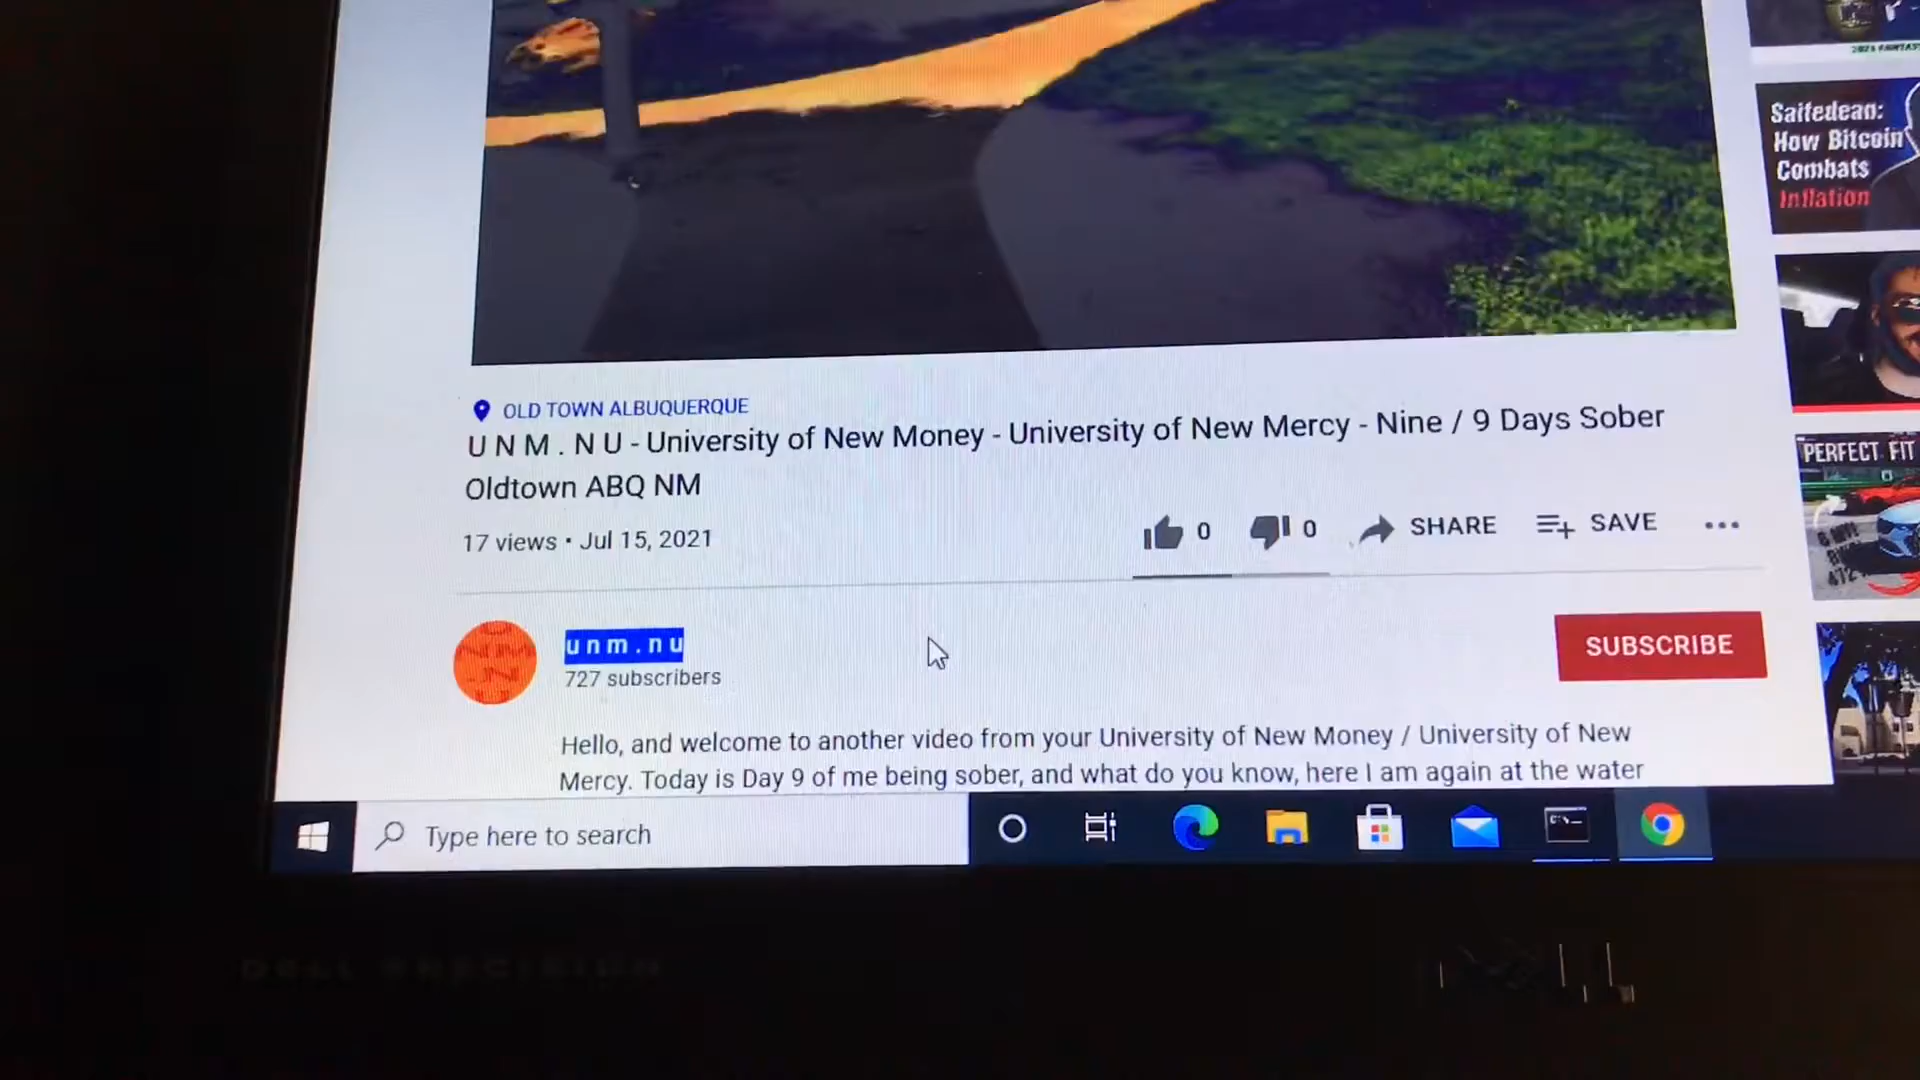 OLD TOWN ALBUQUERQUE
U N M . N U - University of New Money - University of New Mercy - Nine / 9 Days Sober
Oldtown ABQ NM
17 views • Jul 15, 2021
0
0
SHARE
SAVE
unm.nu
727 subscribers
SUBSCRIBE
Hello, and welcome to another video from your University of New Money / University of New
Mercy. Today is Day 9 of me being sober, and what do you know, here I am again at the water
Saifedean:
How Bitcoin
Combats
Inflation
PERFECT FIT
Type here to search
DELL PRECISION